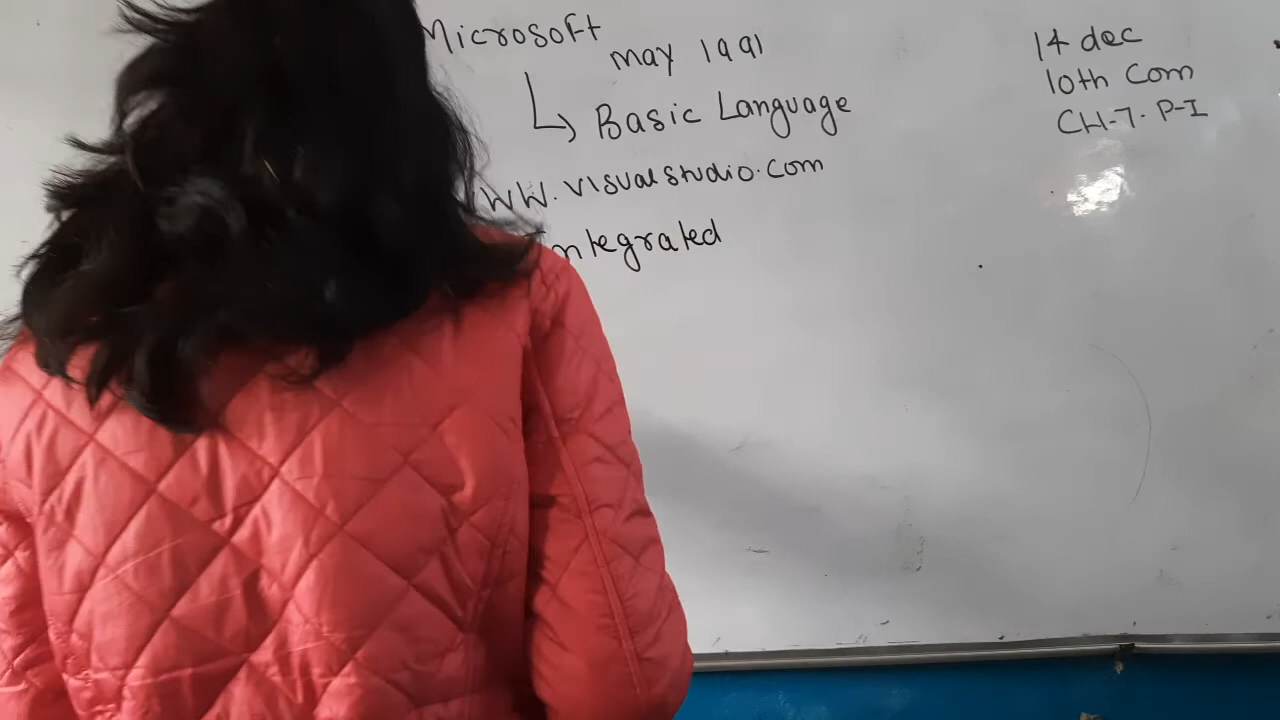 Microsoft
May 1991
Basic Language
WW.visualstudio.com
Integrated
14 dec
10th Com
CH-7. P-I